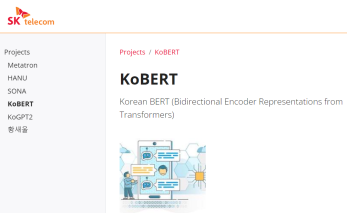 SK telecom
Projects
Metatron
HANU
SONA
KoBERT
KoGPT2
황새울
Projects / KoBERT
KoBERT
Korean BERT (Bidirectional Encoder Representations from
Transformers)